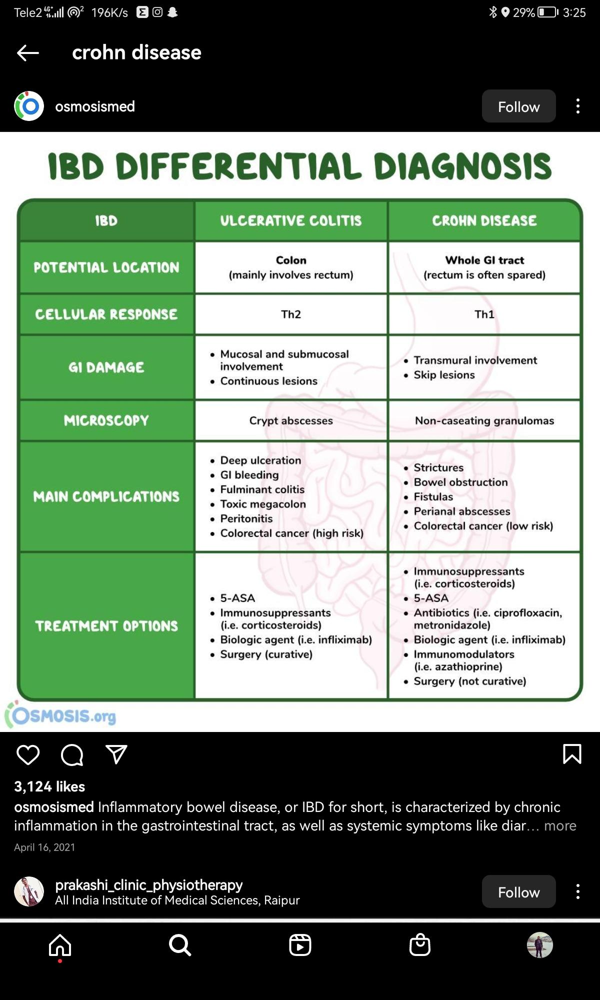 Tele2 4G+ 2 196K/s 29% 3:25
crohn disease
osmosismed Follow
IBD DIFFERENTIAL DIAGNOSIS
IBD ULCERATIVE COLITIS CROHN DISEASE
POTENTIAL LOCATION
Colon
(mainly involves rectum)
Whole GI tract
(rectum is often spared)
CELLULAR RESPONSE Th2 Th1
GI DAMAGE
• Mucosal and submucosal
involvement
• Continuous lesions
• Transmural involvement
• Skip lesions
MICROSCOPY Crypt abscesses Non-caseating granulomas
MAIN COMPLICATIONS
• Deep ulceration
• GI bleeding
• Fulminant colitis
• Toxic megacolon
• Peritonitis
• Colorectal cancer (high risk)
• Strictures
• Bowel obstruction
• Fistulas
• Perianal abscesses
• Colorectal cancer (low risk)
TREATMENT OPTIONS
• 5-ASA
• Immunosuppressants
(i.e. corticosteroids)
• Biologic agent (i.e. infliximab)
• Surgery (curative)
• Immunosuppressants
(i.e. corticosteroids)
• 5-ASA
• Antibiotics (i.e. ciprofloxacin,
metronidazole)
• Biologic agent (i.e. infliximab)
• Immunomodulators
(i.e. azathioprine)
• Surgery (not curative)
OSMOSIS.org
3,124 likes
osmosismed Inflammatory bowel disease, or IBD for short, is characterized by chronic
inflammation in the gastrointestinal tract, as well as systemic symptoms like diar... more
April 16, 2021
prakashi_clinic_physiotherapy
All India Institute of Medical Sciences, Raipur
Follow